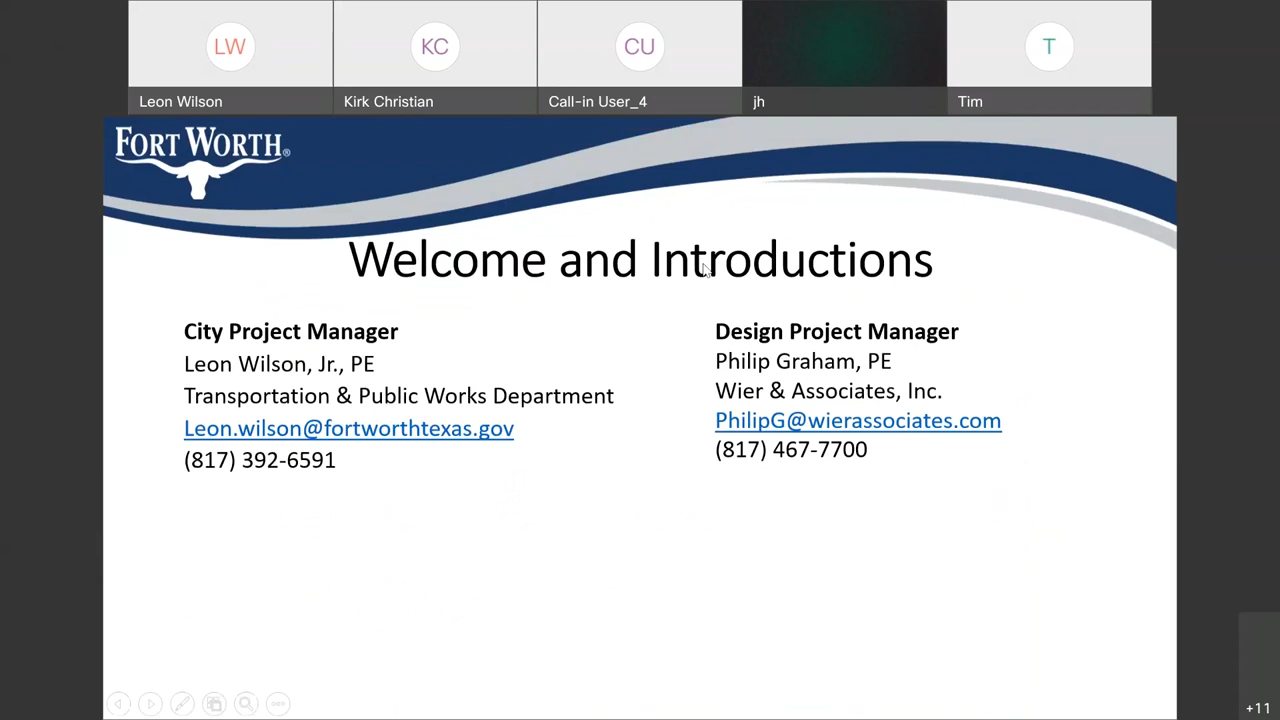 LW
KC
CU
T
Leon Wilson
Kirk Christian
Call-in User_4
jh
Tim
FORT WORTH®
Welcome and Introductions
City Project Manager
Leon Wilson, Jr., PE
Transportation & Public Works Department
Leon.wilson@fortworthtexas.gov
(817) 392-6591
Design Project Manager
Philip Graham, PE
Wier & Associates, Inc.
PhilipG@wierassociates.com
(817) 467-7700
+11